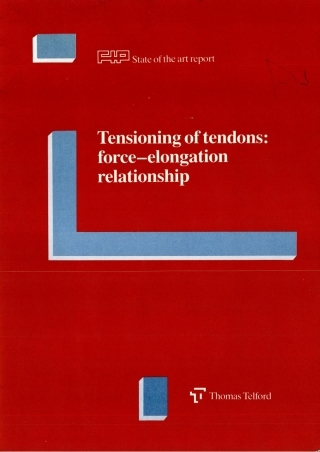 FIP State of the art report
Tensioning of tendons:
force–elongation
relationship
Thomas Telford